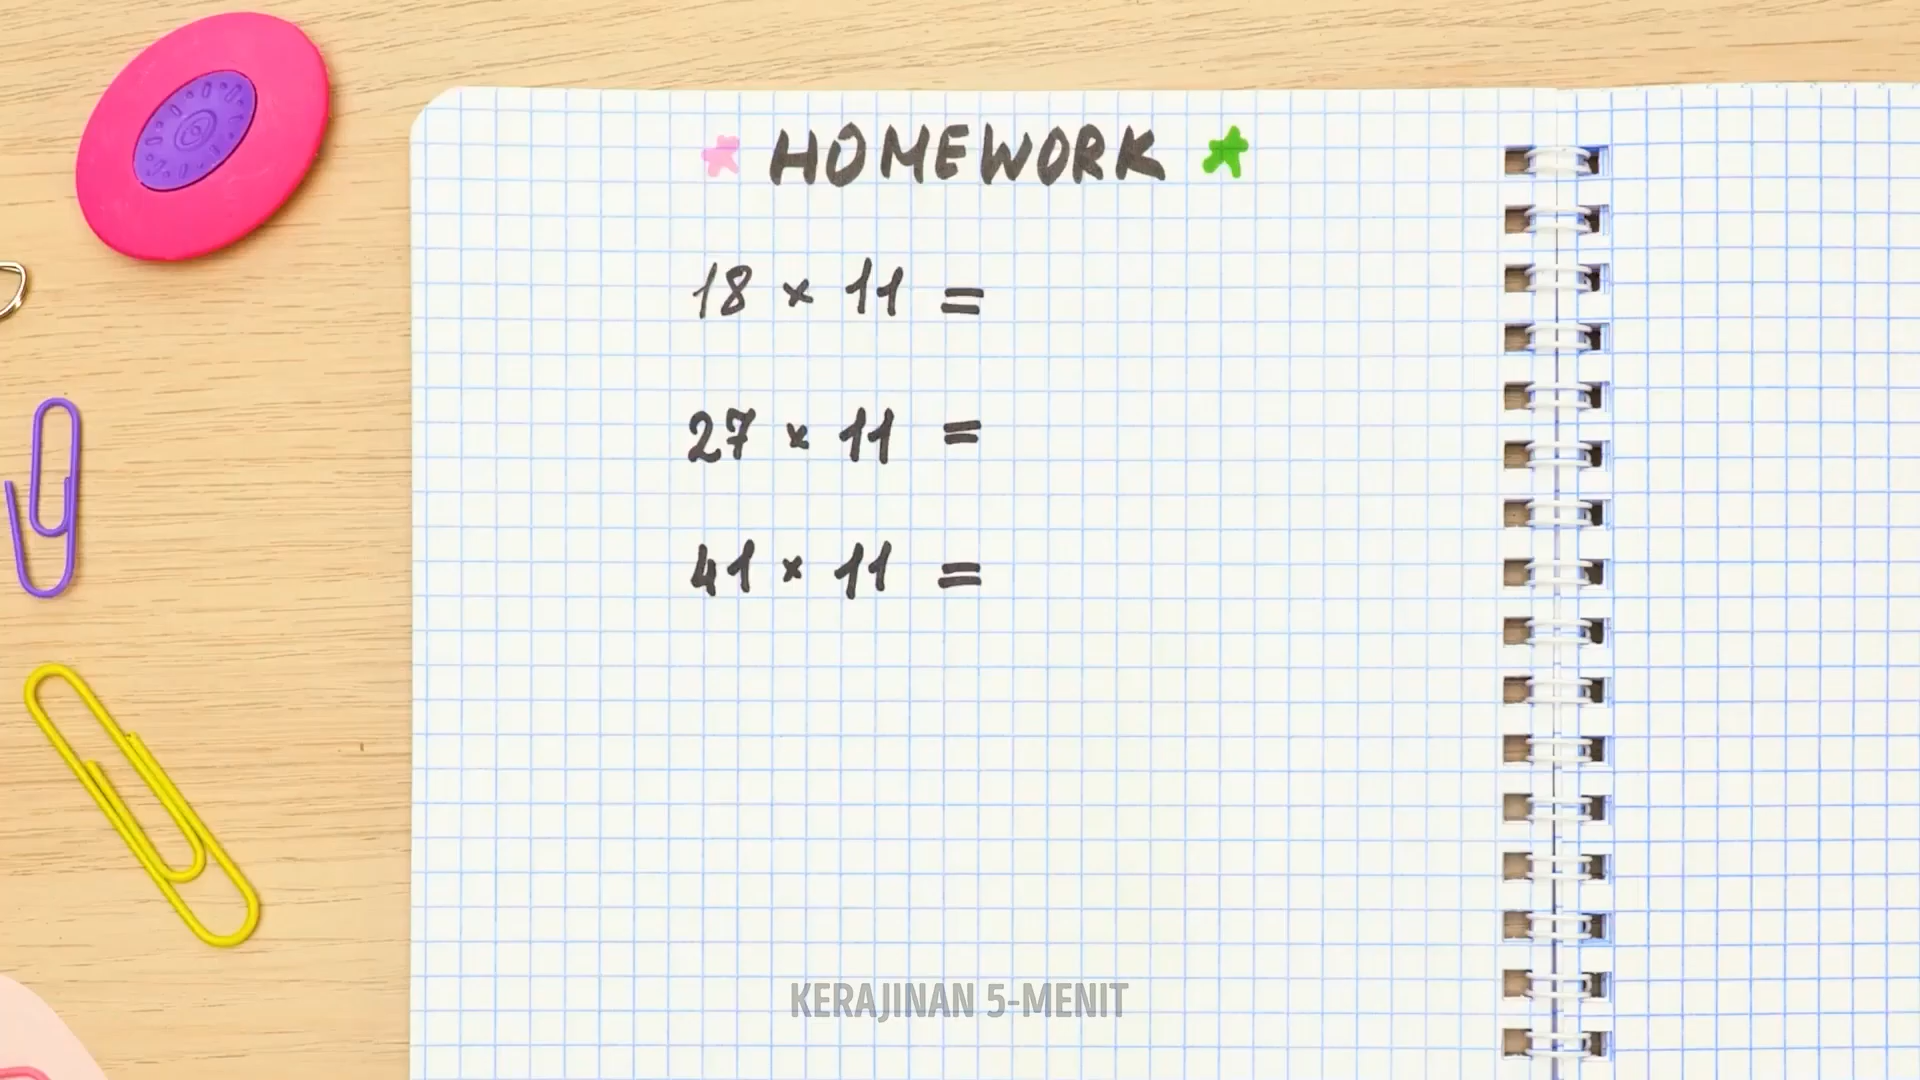 HOMEWORK
18 × 11 =
27 × 11 =
41 × 11 =
KERAJINAN 5-MENIT